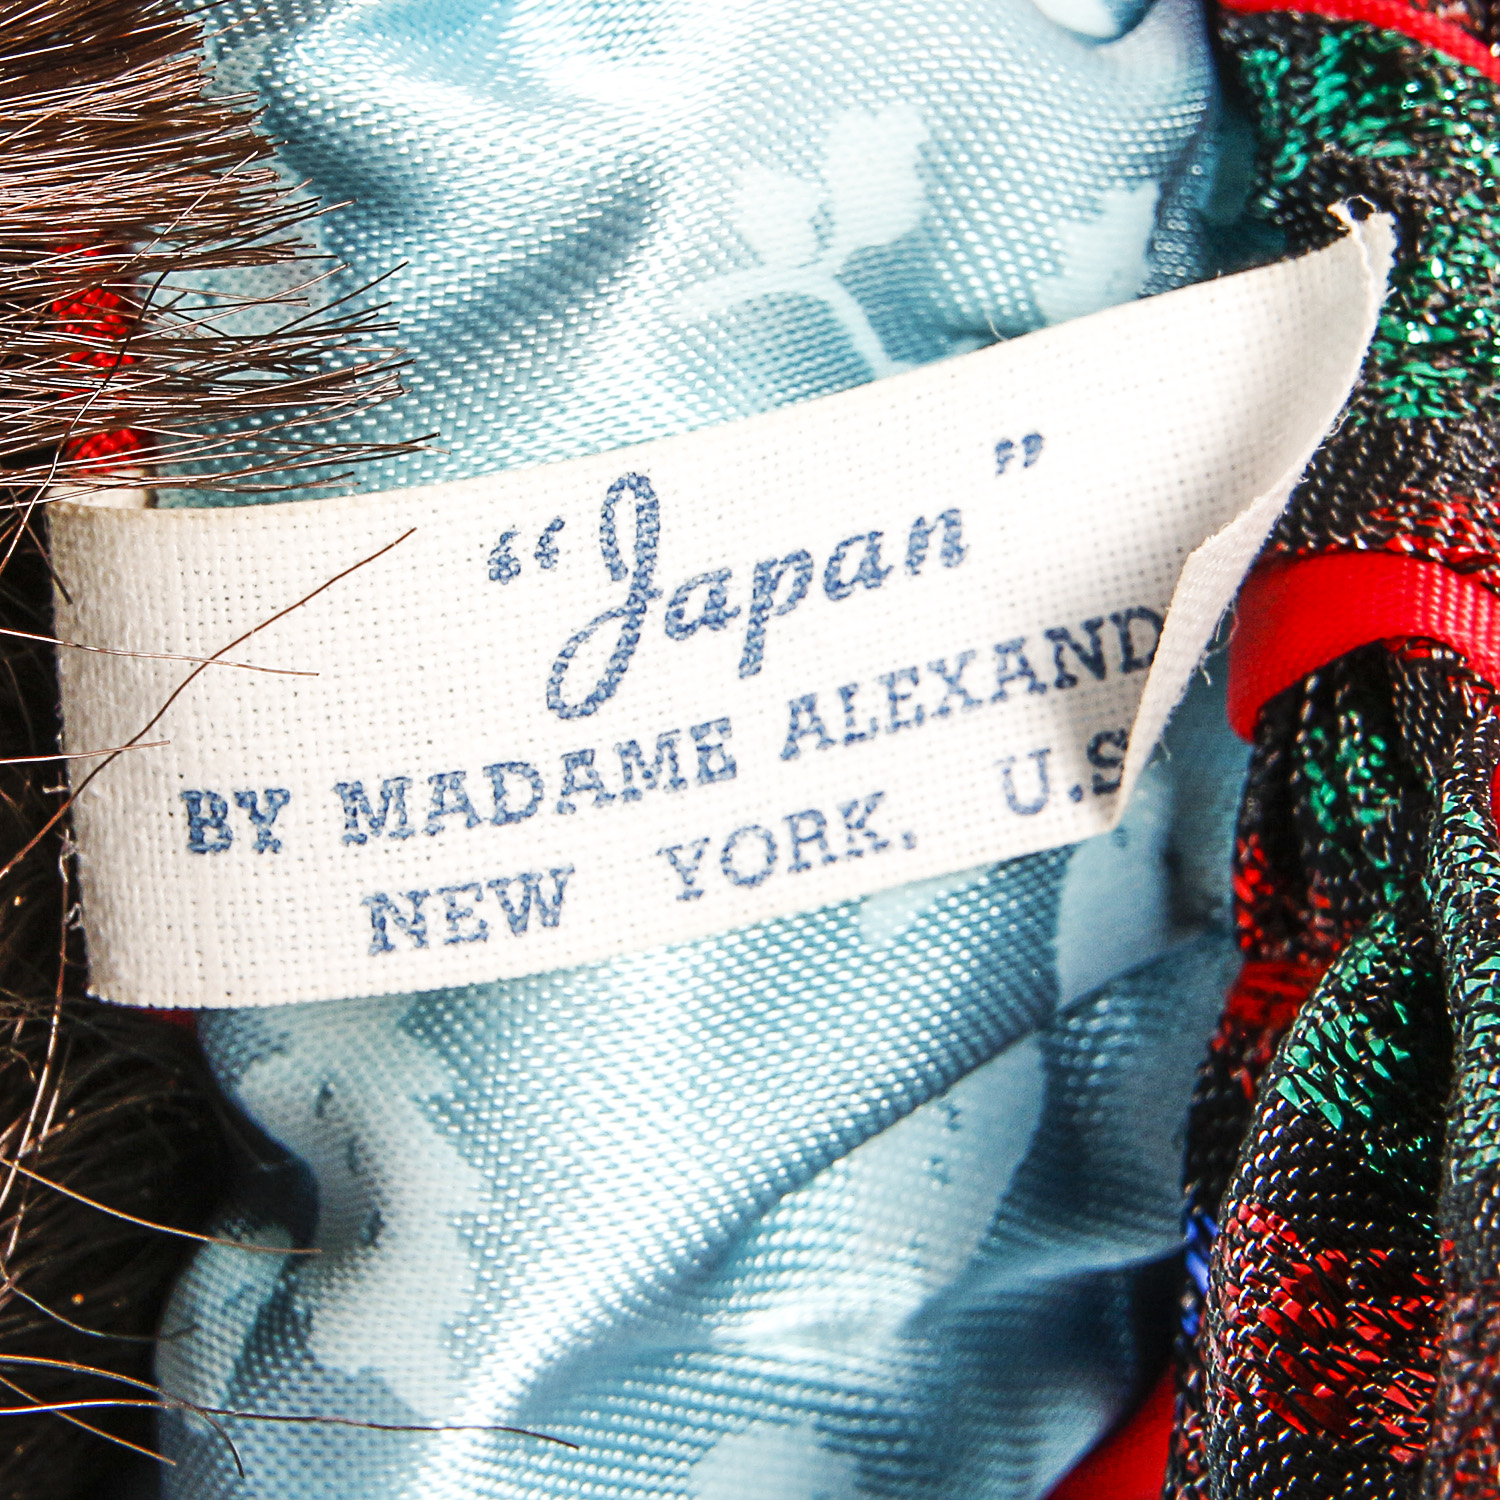 “Japan”
BY MADAME ALEXAND
NEW YORK, U.S